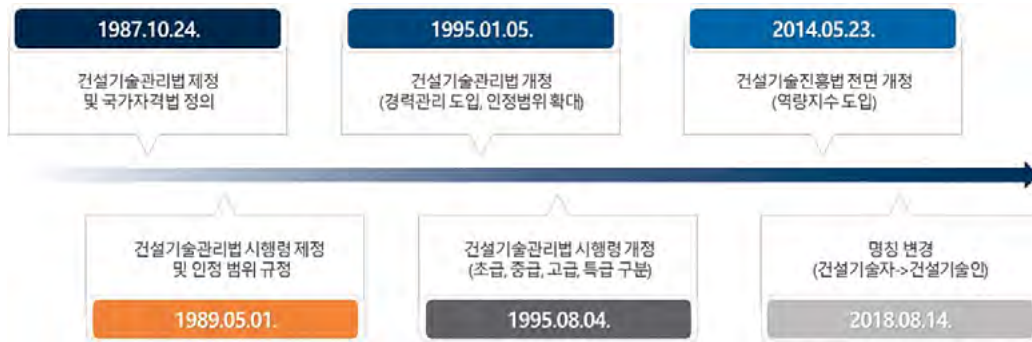 1987.10.24.
건설기술관리법 제정
및 국가자격법 정의
1995.01.05.
건설기술관리법 개정
(경력관리 도입, 인정범위 확대)
2014.05.23.
건설기술진흥법 전면 개정
(역량지수 도입)
건설기술관리법 시행령 제정
및 인정 범위 규정
1989.05.01.
건설기술관리법 시행령 개정
(초급, 중급, 고급, 특급 구분)
1995.08.04.
명칭 변경
(건설기술자->건설기술인)
2018.08.14.